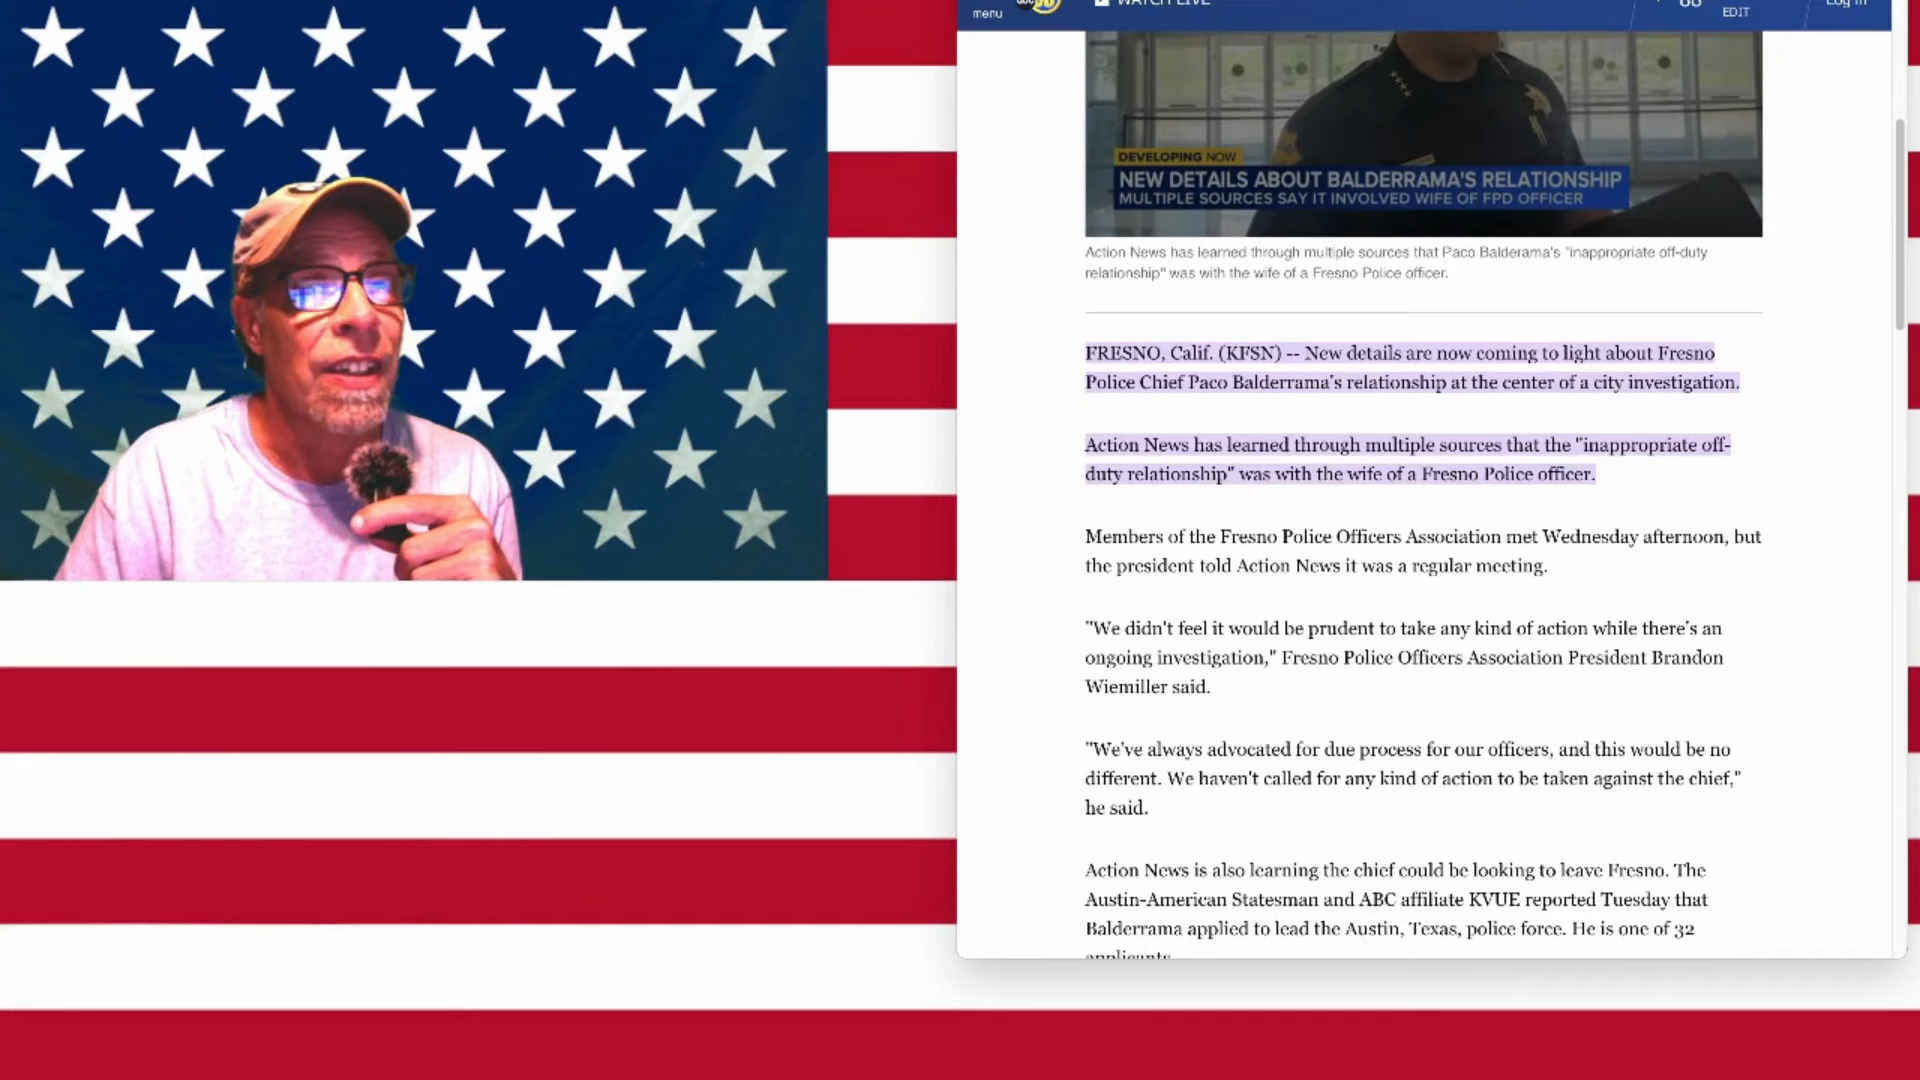 menu
WATCH LIVE
EDIT
Log In
DEVELOPING NOW
NEW DETAILS ABOUT BALDERRAMA'S RELATIONSHIP
MULTIPLE SOURCES SAY IT INVOLVED WIFE OF FPD OFFICER
Action News has learned through multiple sources that Paco Balderama's "inappropriate off-duty
relationship" was with the wife of a Fresno Police officer.
FRESNO, Calif. (KFSN) -- New details are now coming to light about Fresno
Police Chief Paco Balderrama's relationship at the center of a city investigation.
Action News has learned through multiple sources that the "inappropriate off-
duty relationship" was with the wife of a Fresno Police officer.
Members of the Fresno Police Officers Association met Wednesday afternoon, but
the president told Action News it was a regular meeting.
"We didn't feel it would be prudent to take any kind of action while there's an
ongoing investigation," Fresno Police Officers Association President Brandon
Wiemiller said.
"We've always advocated for due process for our officers, and this would be no
different. We haven't called for any kind of action to be taken against the chief,"
he said.
Action News is also learning the chief could be looking to leave Fresno. The
Austin-American Statesman and ABC affiliate KVUE reported Tuesday that
Balderrama applied to lead the Austin, Texas, police force. He is one of 32
applicants.